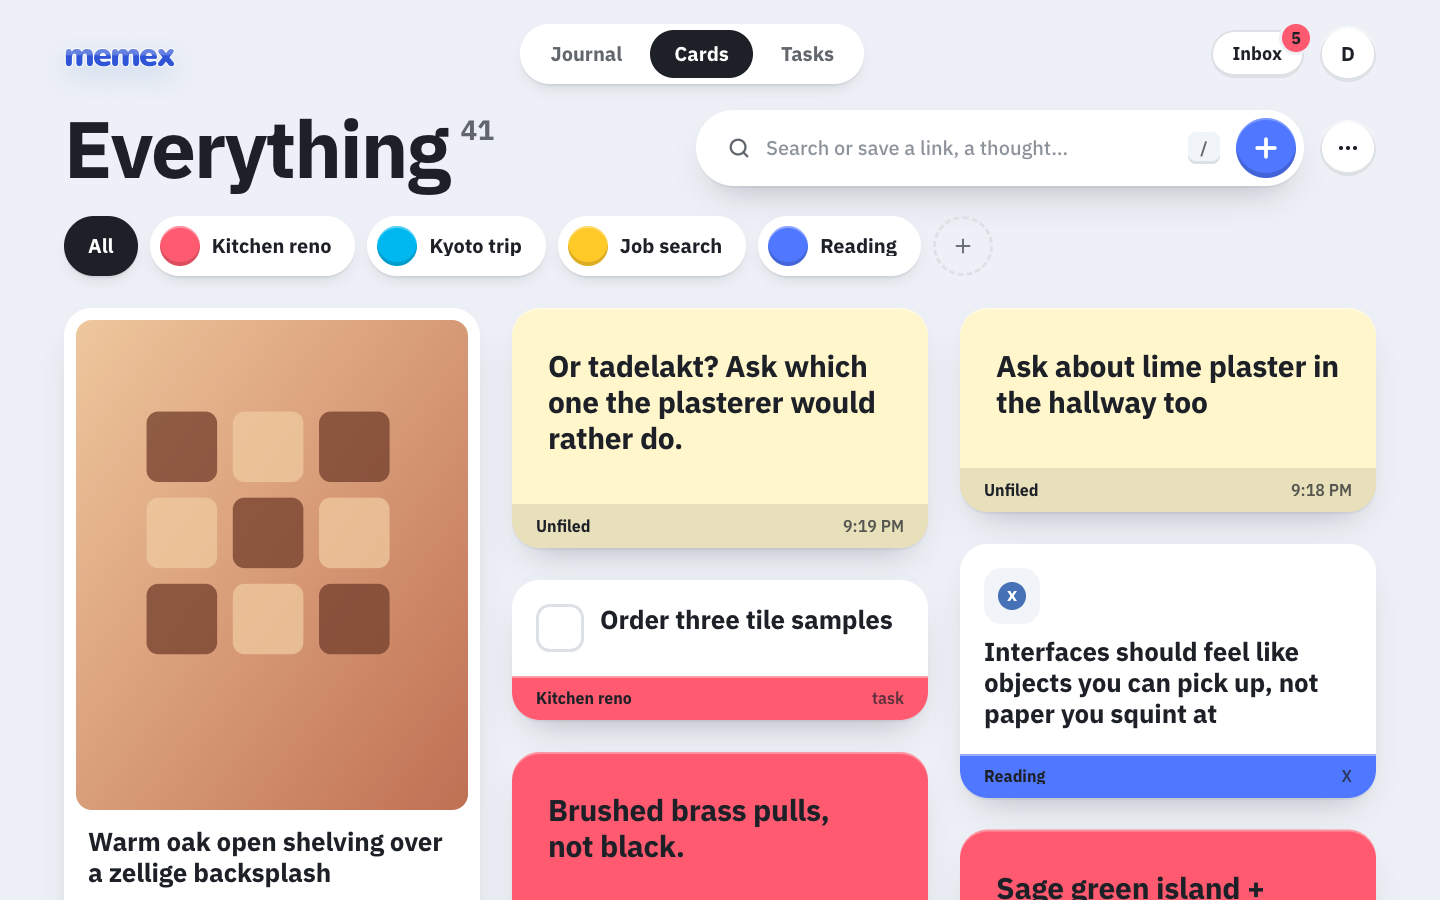 memex
Journal
Cards
Tasks
Inbox
5
D
Everything 41
Search or save a link, a thought...
/
All
Kitchen reno
Kyoto trip
Job search
Reading
Warm oak open shelving over
a zellige backsplash
Or tadelakt? Ask which
one the plasterer would
rather do.
Unfiled
9:19 PM
Order three tile samples
Kitchen reno
task
Brushed brass pulls,
not black.
Ask about lime plaster in
the hallway too
Unfiled
9:18 PM
X
Interfaces should feel like
objects you can pick up, not
paper you squint at
Reading
X
Sage green island +